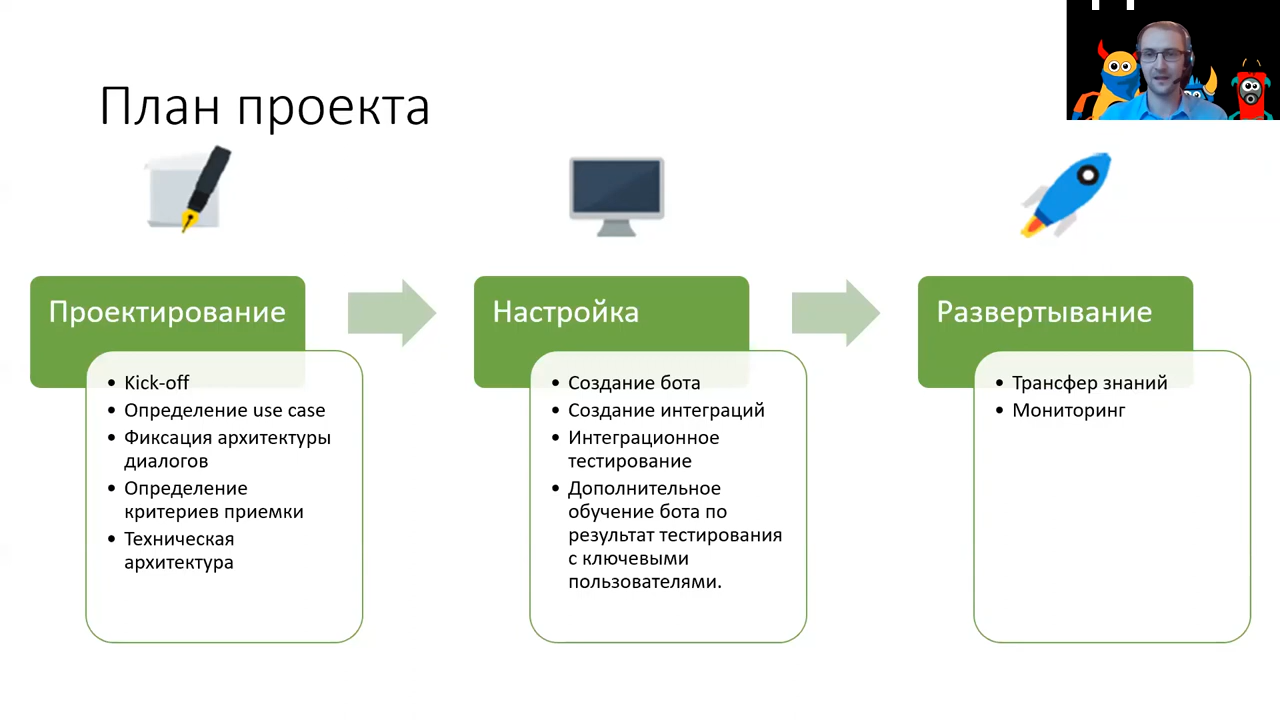 План проекта
Проектирование
Kick-off
Определение use case
Фиксация архитектуры
диалогов
Определение
критериев приемки
Техническая
архитектура
Настройка
Создание бота
Создание интеграций
Интеграционное
тестирование
Дополнительное
обучение бота по
результат тестирования
с ключевыми
пользователями.
Развертывание
Трансфер знаний
Мониторинг